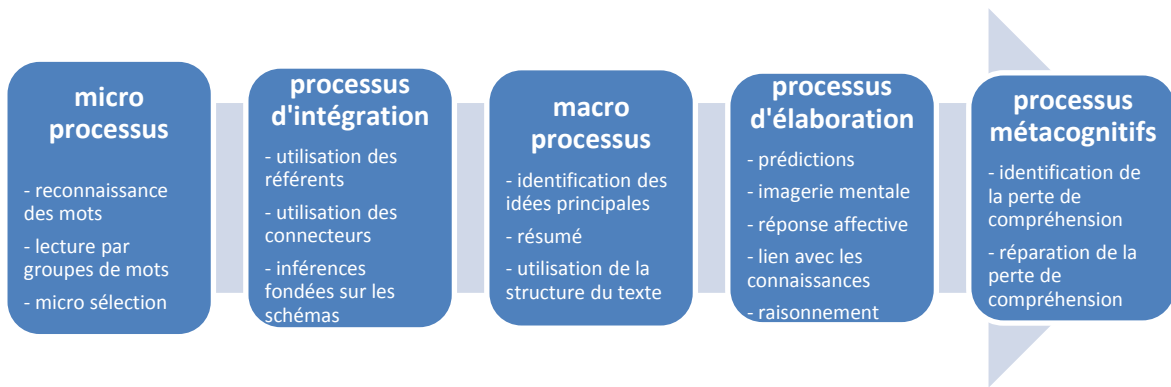 micro
processus
- reconnaissance
des mots
- lecture par
groupes de mots
- micro sélection
processus
d'intégration
- utilisation des
référents
- utilisation des
connecteurs
- inférences
fondées sur les
schémas
macro
processus
- identification des
idées principales
- résumé
- utilisation de la
structure du texte
processus
d'élaboration
- prédictions
- imagerie mentale
- réponse affective
- lien avec les
connaissances
- raisonnement
processus
métacognitifs
- identification de
la perte de
compréhension
- réparation de la
perte de
compréhension